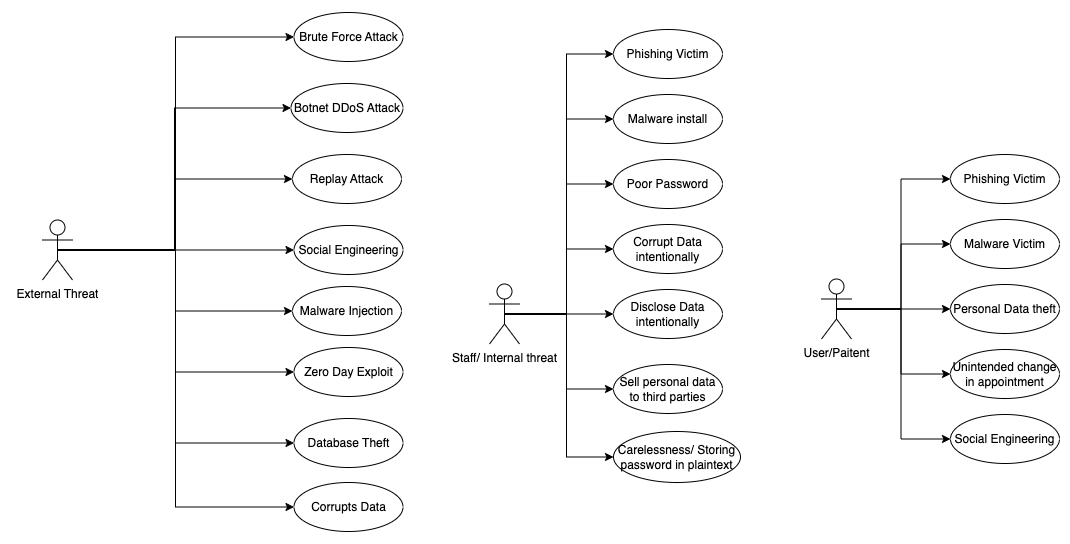 Brute Force Attack
Botnet DDoS Attack
Replay Attack
Social Engineering
External Threat
Malware Injection
Zero Day Exploit
Database Theft
Corrupts Data
Phishing Victim
Malware install
Poor Password
Corrupt Data
intentionally
Disclose Data
intentionally
Staff/ Internal threat
Sell personal data
to third parties
Carelessness/ Storing
password in plaintext
Phishing Victim
Malware Victim
Personal Data theft
User/Paitent
Unintended change
in appointment
Social Engineering